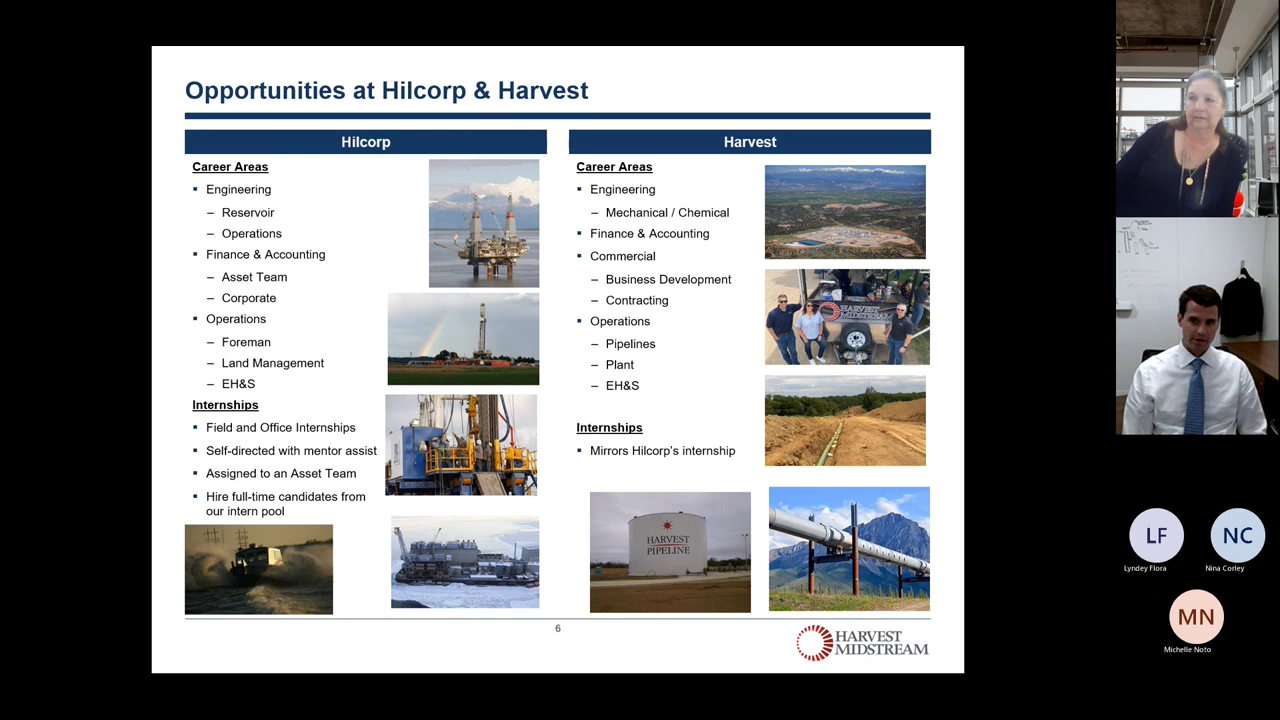 Opportunities at Hilcorp & Harvest
Hilcorp
Career Areas
▪ Engineering
– Reservoir
– Operations
▪ Finance & Accounting
– Asset Team
– Corporate
▪ Operations
– Foreman
– Land Management
– EH&S
Internships
▪ Field and Office Internships
▪ Self-directed with mentor assist
▪ Assigned to an Asset Team
▪ Hire full-time candidates from
our intern pool
Harvest
Career Areas
▪ Engineering
– Mechanical / Chemical
▪ Finance & Accounting
▪ Commercial
– Business Development
– Contracting
▪ Operations
– Pipelines
– Plant
– EH&S
Internships
▪ Mirrors Hilcorp's internship
HARVEST
MIDSTREAM
HARVEST
PIPELINE
6
HARVEST
MIDSTREAM
LF
Lyndey Flora
NC
Nina Corley
MN
Michelle Noto